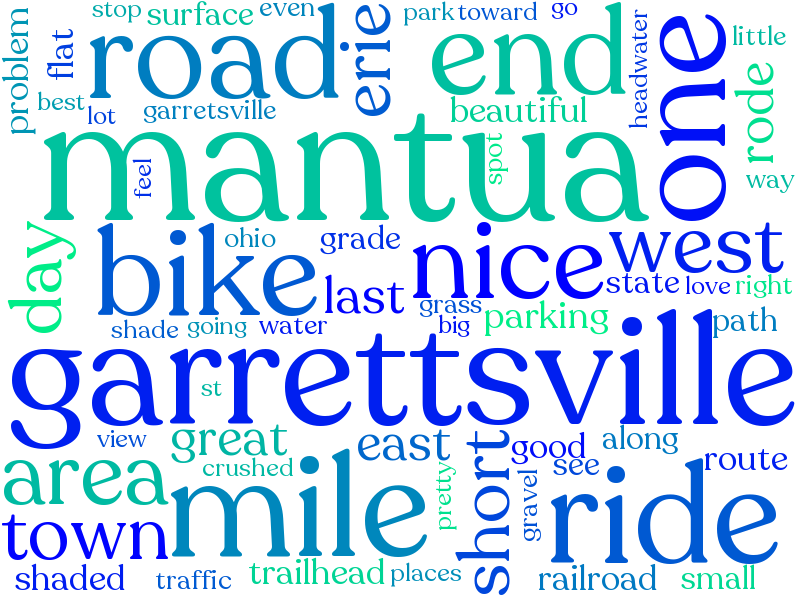 problem
stop
surface
even
park
toward
go
little
flat
road
erie
end
headwater
one
best
lot
garretsville
beautiful
rode
mantua
feel
spot
way
day
bike
ohio
grade
nice
west
last
state
love
right
shade
going
water
grass
big
parking
path
garrettsville
st
view
great
crushed
east
pretty
short
good
along
see
route
area
mile
gravel
ride
town
shaded
traffic
trailhead
places
railroad
small